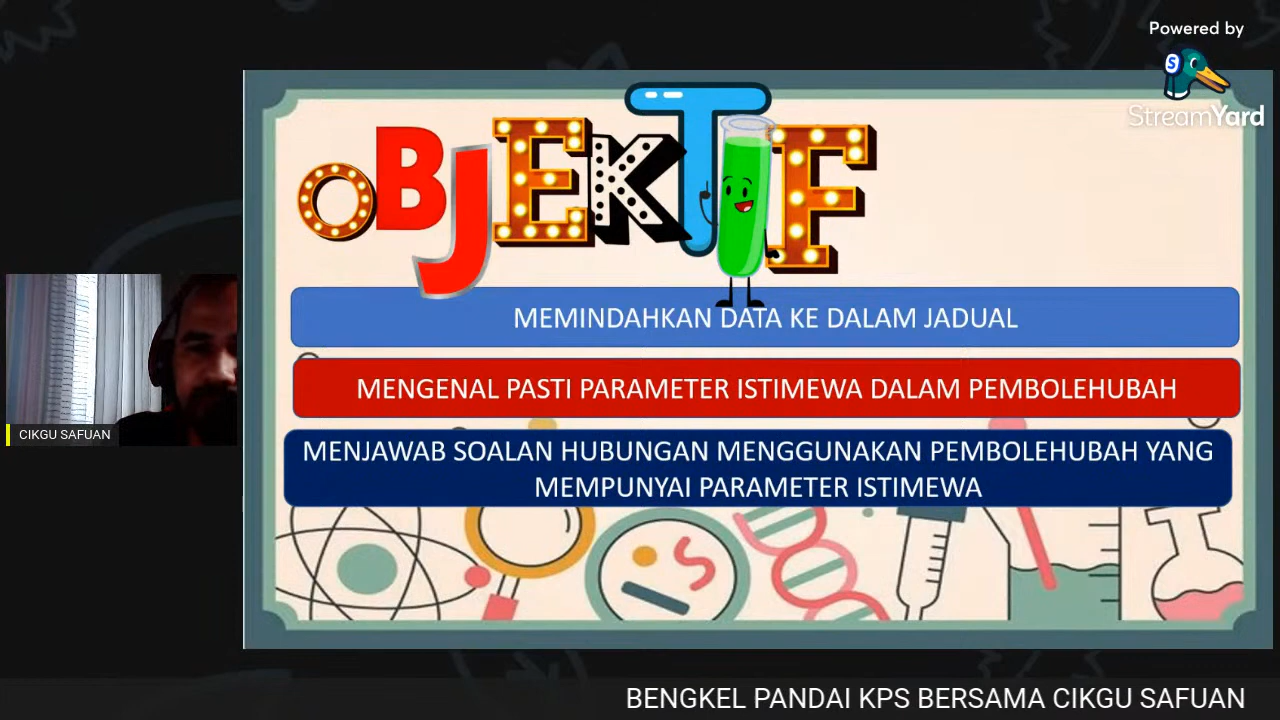 Powered by
StreamYard
OBJEKTIF
MEMINDAHKAN DATA KE DALAM JADUAL
MENGENAL PASTI PARAMETER ISTIMEWA DALAM PEMBOLEHUBAH
MENJAWAB SOALAN HUBUNGAN MENGGUNAKAN PEMBOLEHUBAH YANG
MEMPUNYAI PARAMETER ISTIMEWA
CIKGU SAFUAN
BENGKEL PANDAI KPS BERSAMA CIKGU SAFUAN